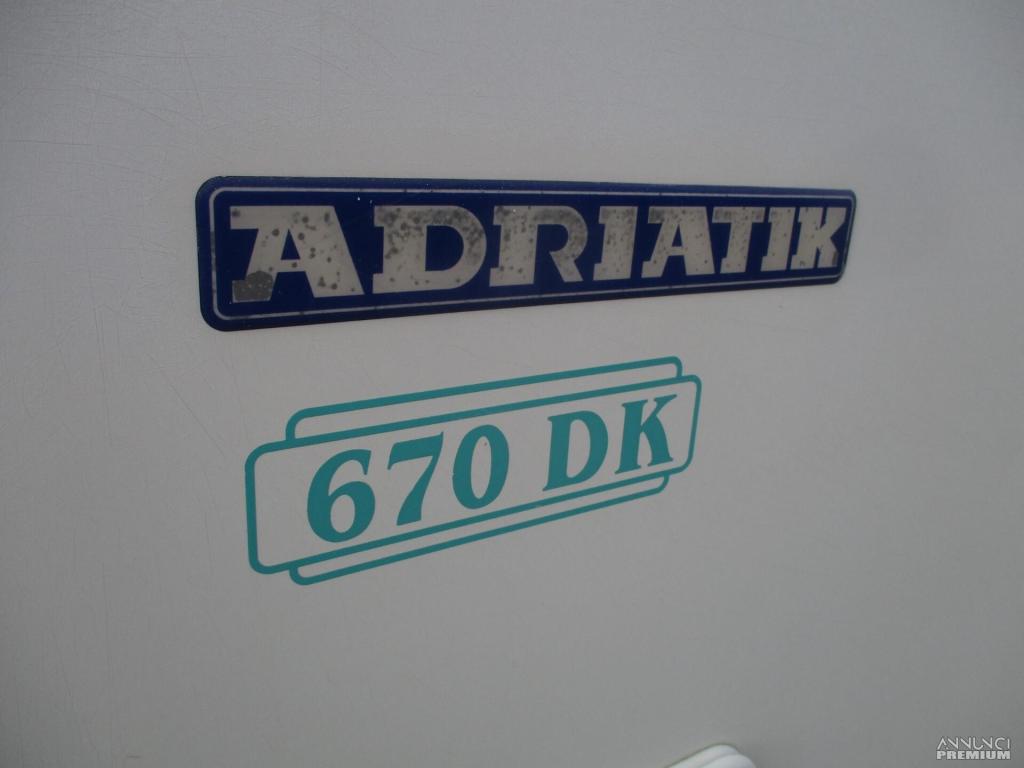 ADRIATIK
670 DK
ANNUNCI
PREMIUM